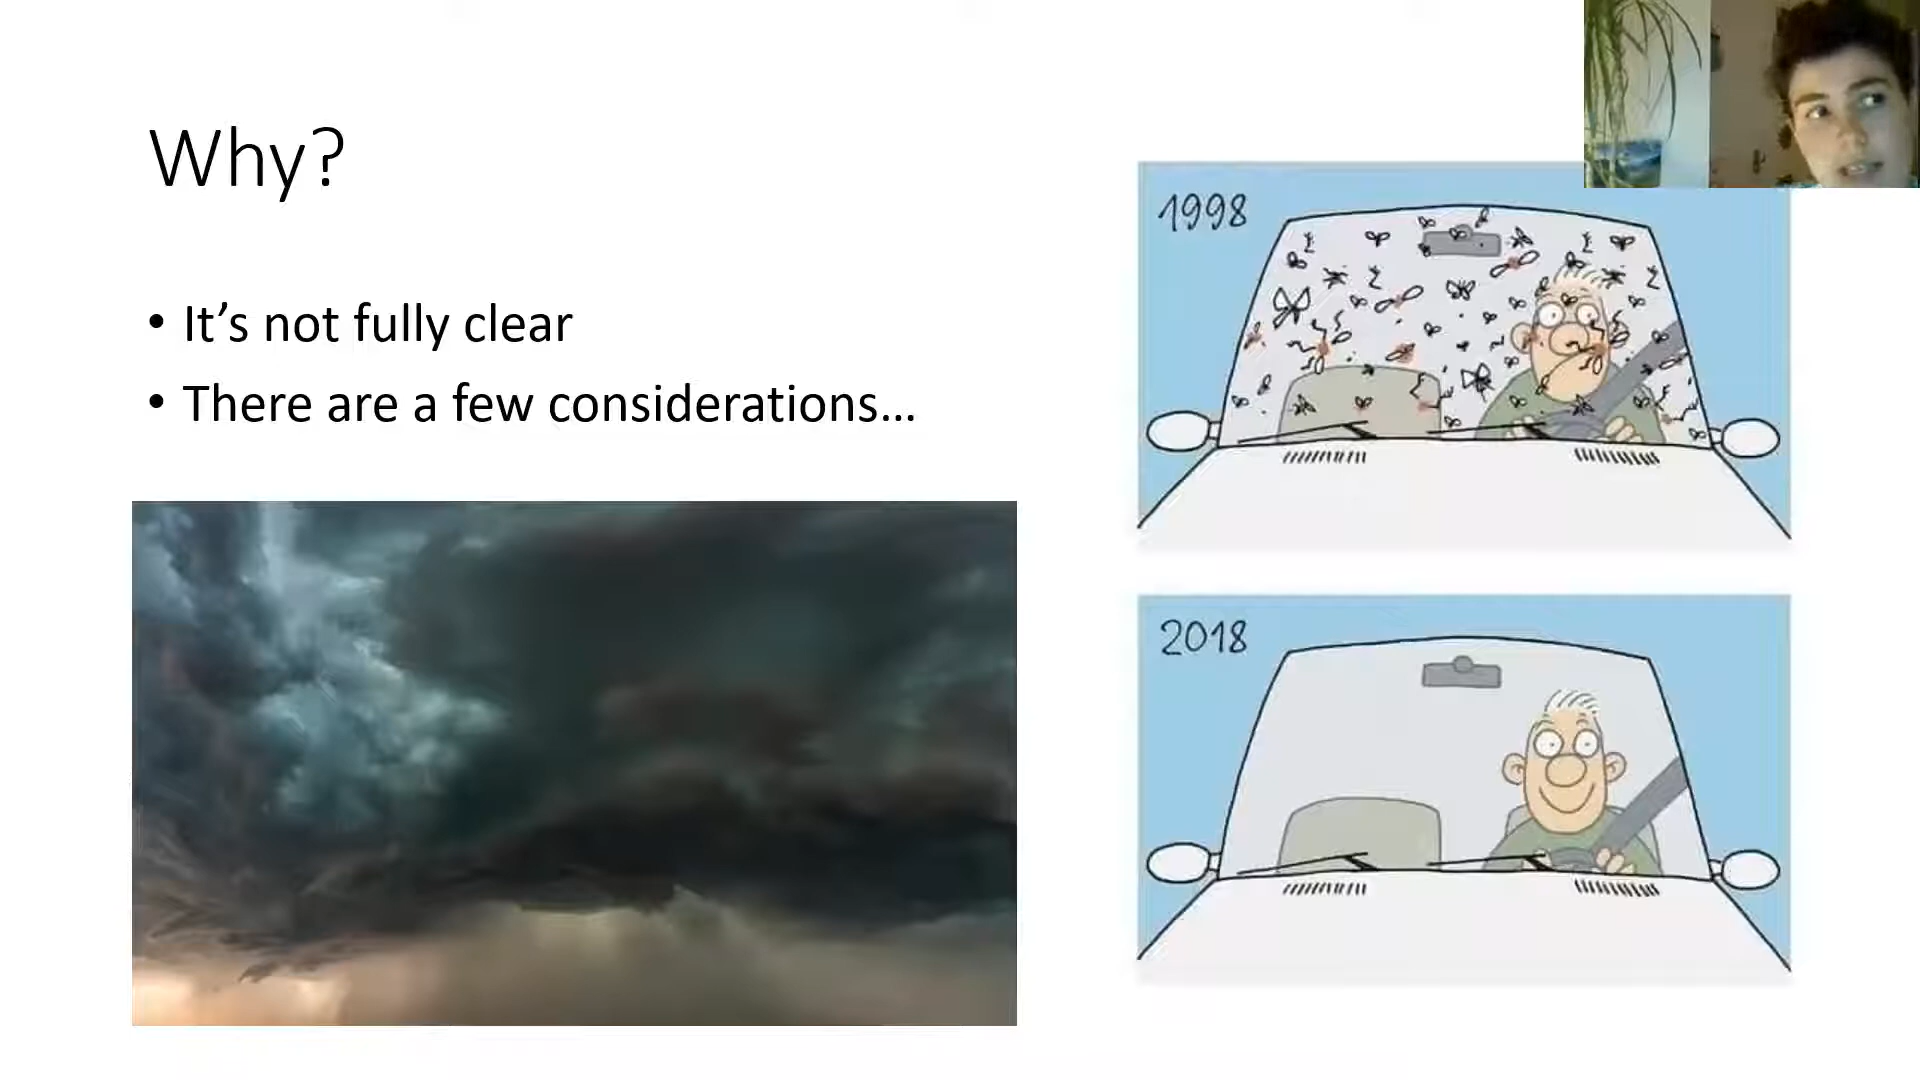 Why?
• It’s not fully clear
• There are a few considerations…
1998
2018